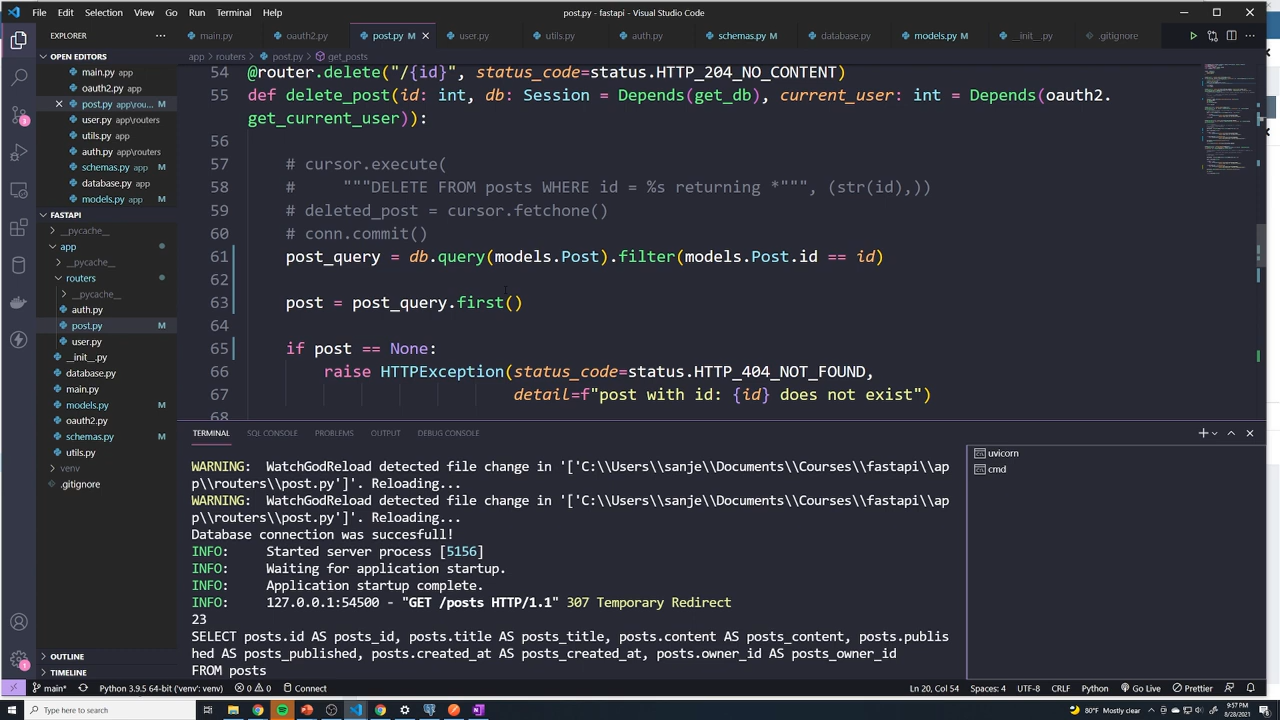 File Edit Selection View Go Run Terminal Help post.py - fastapi - Visual Studio Code
EXPLORER ··· main.py oauth2.py post.py M user.py utils.py auth.py schemas.py M database.py models.py M __init__.py .gitignore
OPEN EDITORS
app > routers > post.py > get_posts
main.py app
oauth2.py app
post.py app\rou... M
user.py app\routers
utils.py app
auth.py app\routers
schemas.py app M
database.py app
models.py app M
FASTAPI
__pycache__
app
__pycache__
routers
__pycache__
auth.py
post.py M
user.py
__init__.py
database.py
main.py
models.py M
oauth2.py
schemas.py M
utils.py
venv
.gitignore
OUTLINE
TIMELINE
54 @router.delete("/{id}", status_code=status.HTTP_204_NO_CONTENT)
55 def delete_post(id: int, db: Session = Depends(get_db), current_user: int = Depends(oauth2.
get_current_user)):
56
57 # cursor.execute(
58 # """DELETE FROM posts WHERE id = %s returning *""", (str(id),))
59 # deleted_post = cursor.fetchone()
60 # conn.commit()
61 post_query = db.query(models.Post).filter(models.Post.id == id)
62
63 post = post_query.first()
64
65 if post == None:
66 raise HTTPException(status_code=status.HTTP_404_NOT_FOUND,
67 detail=f"post with id: {id} does not exist")
68
TERMINAL SQL CONSOLE PROBLEMS OUTPUT DEBUG CONSOLE
WARNING: WatchGodReload detected file change in '['C:\\Users\\sanje\\Documents\\Courses\\fastapi\\ap
p\\routers\\post.py']'. Reloading...
WARNING: WatchGodReload detected file change in '['C:\\Users\\sanje\\Documents\\Courses\\fastapi\\ap
p\\routers\\post.py']'. Reloading...
Database connection was succesfull!
INFO: Started server process [5156]
INFO: Waiting for application startup.
INFO: Application startup complete.
INFO: 127.0.0.1:54500 - "GET /posts HTTP/1.1" 307 Temporary Redirect
23
SELECT posts.id AS posts_id, posts.title AS posts_title, posts.content AS posts_content, posts.publis
hed AS posts_published, posts.created_at AS posts_created_at, posts.owner_id AS posts_owner_id
FROM posts
uvicorn
cmd
main* Python 3.9.5 64-bit ('venv': venv) 0 0 Connect Ln 20, Col 54 Spaces: 4 UTF-8 CRLF Python Go Live Prettier
Type here to search 80°F Mostly clear 9:57 PM
8/28/2021